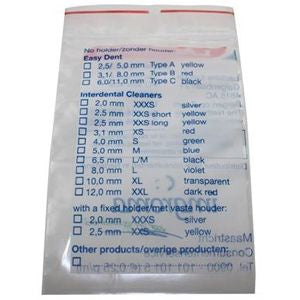 No holder/zonder houder:
Easy Dent
2,5/ 5,0 mm Type A yellow
3,1/ 8,0 mm Type B red
6,0/11,0 mm Type C black
Interdental Cleaners
2,0 mm XXXS silver
2,5 mm XXS short yellow
2,5 mm XXS long yellow
3,1 mm XS red
4,0 mm S green
5,0 mm M blue
6,5 mm L/M black
8,0 mm L violet
10,0 mm XL transparent
12,0 mm XXL dark red
with a fixed holder/met vaste houder:
2,0 mm XXXS silver
2,5 mm XXS yellow
Other products/overige producten:
Maastricht